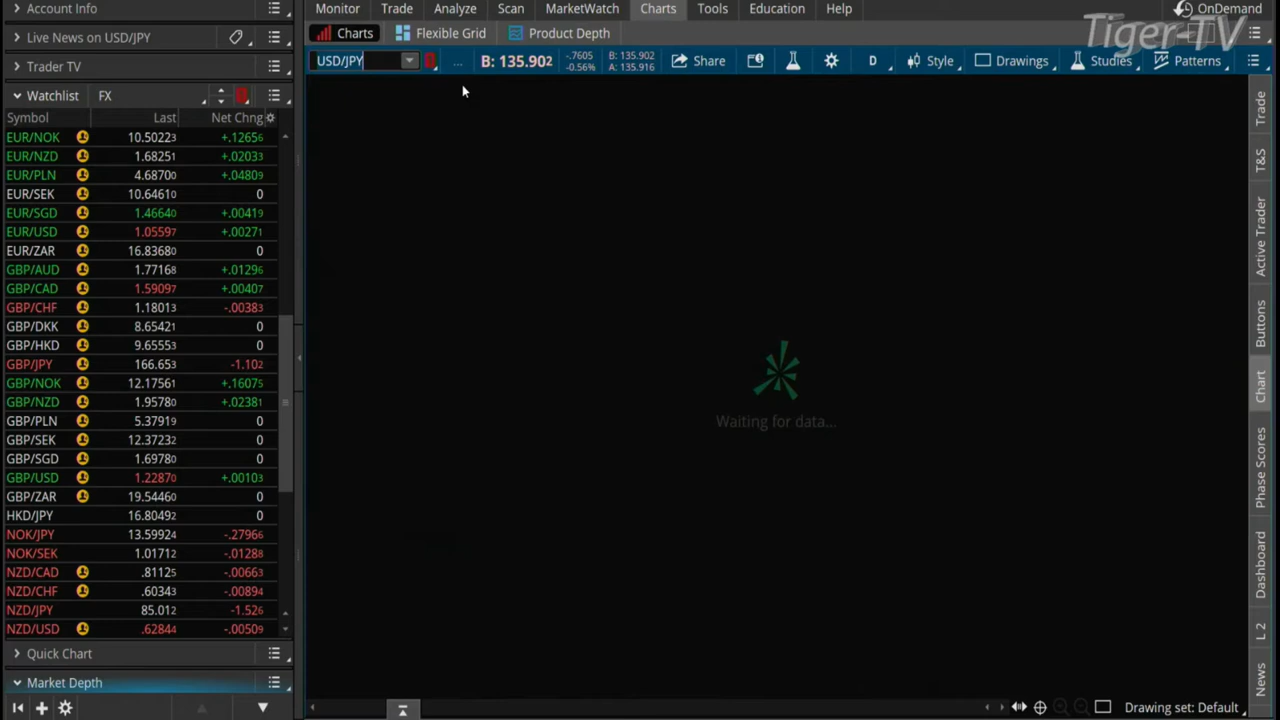 Account Info
Live News on USD/JPY
Trader TV
Watchlist FX
Symbol Last Net Chng
EUR/NOK 10.50223 +.12656
EUR/NZD 1.68251 +.02033
EUR/PLN 4.68700 +.04809
EUR/SEK 10.64610 0
EUR/SGD 1.46640 +.00419
EUR/USD 1.05597 +.00271
EUR/ZAR 16.83680 0
GBP/AUD 1.77168 +.01296
GBP/CAD 1.59097 +.00407
GBP/CHF 1.18013 -.00383
GBP/DKK 8.65421 0
GBP/HKD 9.65553 0
GBP/JPY 166.653 -1.102
GBP/NOK 12.17561 +.16075
GBP/NZD 1.95780 +.02381
GBP/PLN 5.37919 0
GBP/SEK 12.37232 0
GBP/SGD 1.69780 0
GBP/USD 1.22870 +.00103
GBP/ZAR 19.54460 0
HKD/JPY 16.80492 0
NOK/JPY 13.59924 -.27966
NOK/SEK 1.01712 -.01288
NZD/CAD .81125 -.00663
NZD/CHF .60343 -.00894
NZD/JPY 85.012 -1.526
NZD/USD .62844 -.00509
Quick Chart
Market Depth
Monitor Trade Analyze Scan MarketWatch Charts Tools Education Help
OnDemand
Tiger-TV
Charts Flexible Grid Product Depth
USD/JPY ... B: 135.902 -.7605 -0.56% B: 135.902 A: 135.916 Share D Style Drawings Studies Patterns
Waiting for data...
Trade
T&S
Active Trader
Buttons
Chart
Phase Scores
Dashboard
L 2
News
Drawing set: Default